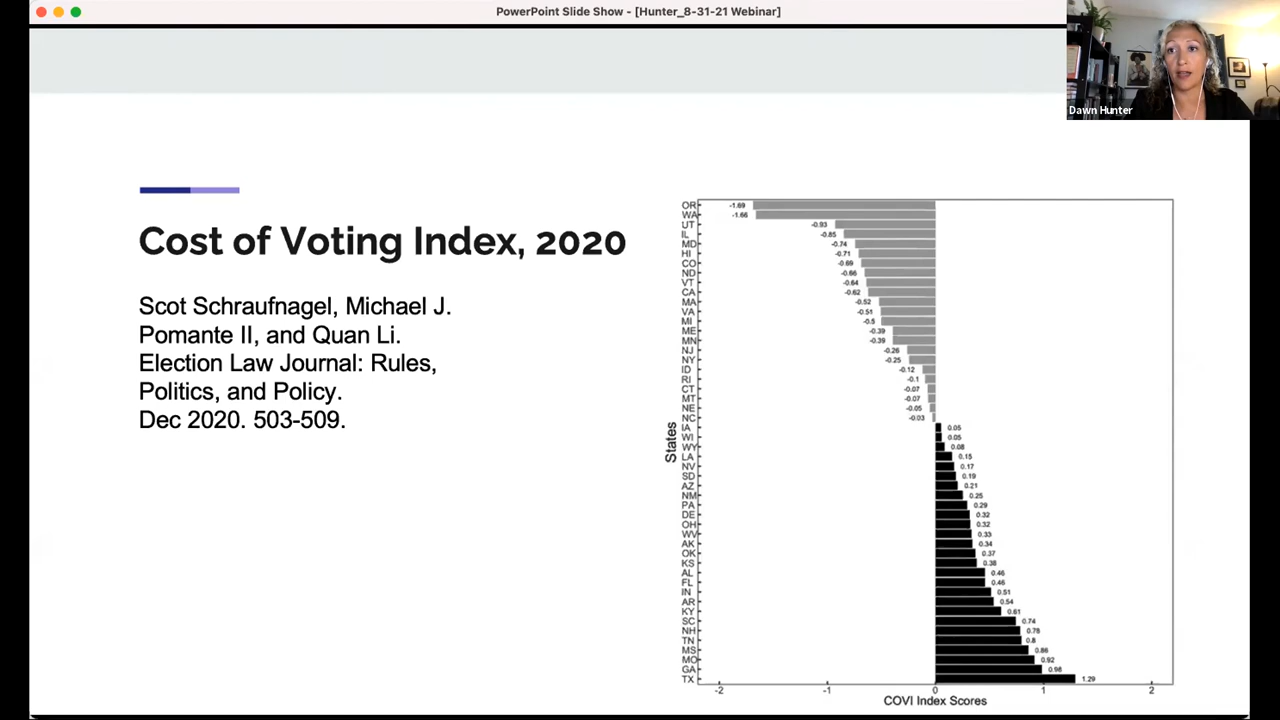 PowerPoint Slide Show - [Hunter_8-31-21 Webinar]
Dawn Hunter
Cost of Voting Index, 2020
Scot Schraufnagel, Michael J.
Pomante II, and Quan Li.
Election Law Journal: Rules,
Politics, and Policy.
Dec 2020. 503-509.
States
OR -1.69
WA -1.66
UT -0.93
IL -0.85
MD -0.74
HI -0.71
CO -0.69
ND -0.66
VT -0.64
CA -0.62
MA -0.52
VA -0.51
MI -0.5
ME -0.39
MN -0.39
NJ -0.26
NY -0.25
ID -0.12
RI -0.1
CT -0.07
MT -0.07
NE -0.05
NC -0.03
IA 0.05
WI 0.05
WY 0.08
LA 0.15
NV 0.17
SD 0.19
AZ 0.21
NM 0.25
PA 0.29
DE 0.32
OH 0.32
WV 0.33
AK 0.34
OK 0.37
KS 0.38
AL 0.46
FL 0.46
IN 0.51
AR 0.54
KY 0.61
SC 0.74
NH 0.78
TN 0.8
MS 0.86
MO 0.92
GA 0.98
TX 1.29
-2 -1 0 1 2
COVI Index Scores